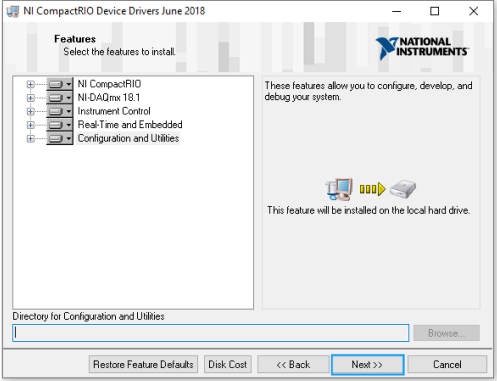 NI CompactRIO Device Drivers June 2018
Features
Select the features to install.
NATIONAL
INSTRUMENTS
NI CompactRIO
NI-DAQmx 18.1
Instrument Control
Real-Time and Embedded
Configuration and Utilities
These features allow you to configure, develop, and
debug your system.
This feature will be installed on the local hard drive.
Directory for Configuration and Utilities
Browse...
Restore Feature Defaults
Disk Cost
<< Back
Next >>
Cancel